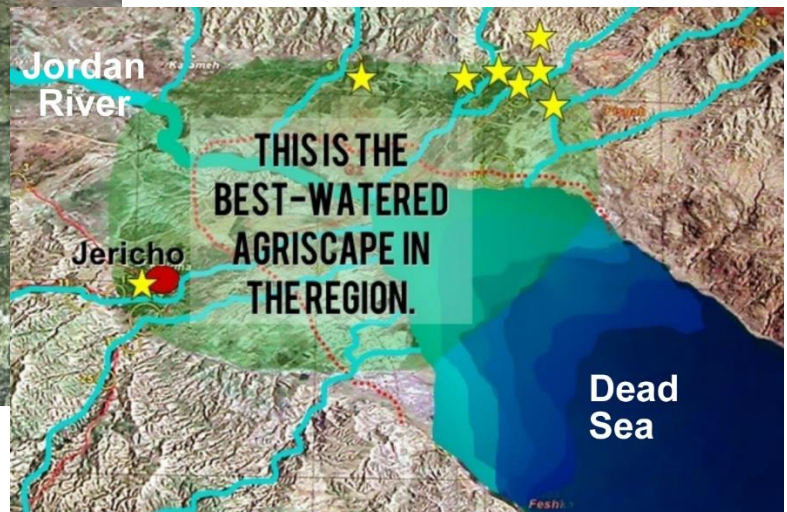 Jordan
River
THIS IS THE
BEST-WATERED
AGRISCAPE IN
THE REGION.
Jericho
Dead
Sea